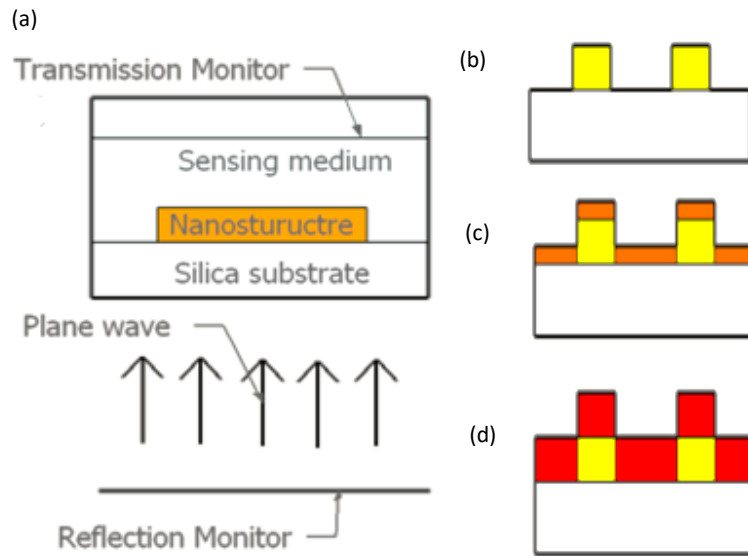 (a)
Transmission Monitor
Sensing medium
Nanostuructre
Silica substrate
Plane wave
Reflection Monitor
(b)
(c)
(d)